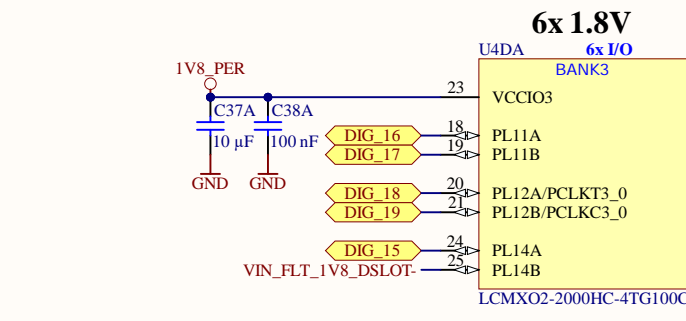 6x 1.8V
U4DA 6x I/O
BANK3
1V8_PER
23 VCCIO3
C37A C38A
10 µF 100 nF
GND GND
DIG_16 18 PL11A
DIG_17 19 PL11B
DIG_18 20 PL12A/PCLKT3_0
DIG_19 21 PL12B/PCLKC3_0
DIG_15 24 PL14A
VIN_FLT_1V8_DSLOT- 25 PL14B
LCMXO2-2000HC-4TG100C